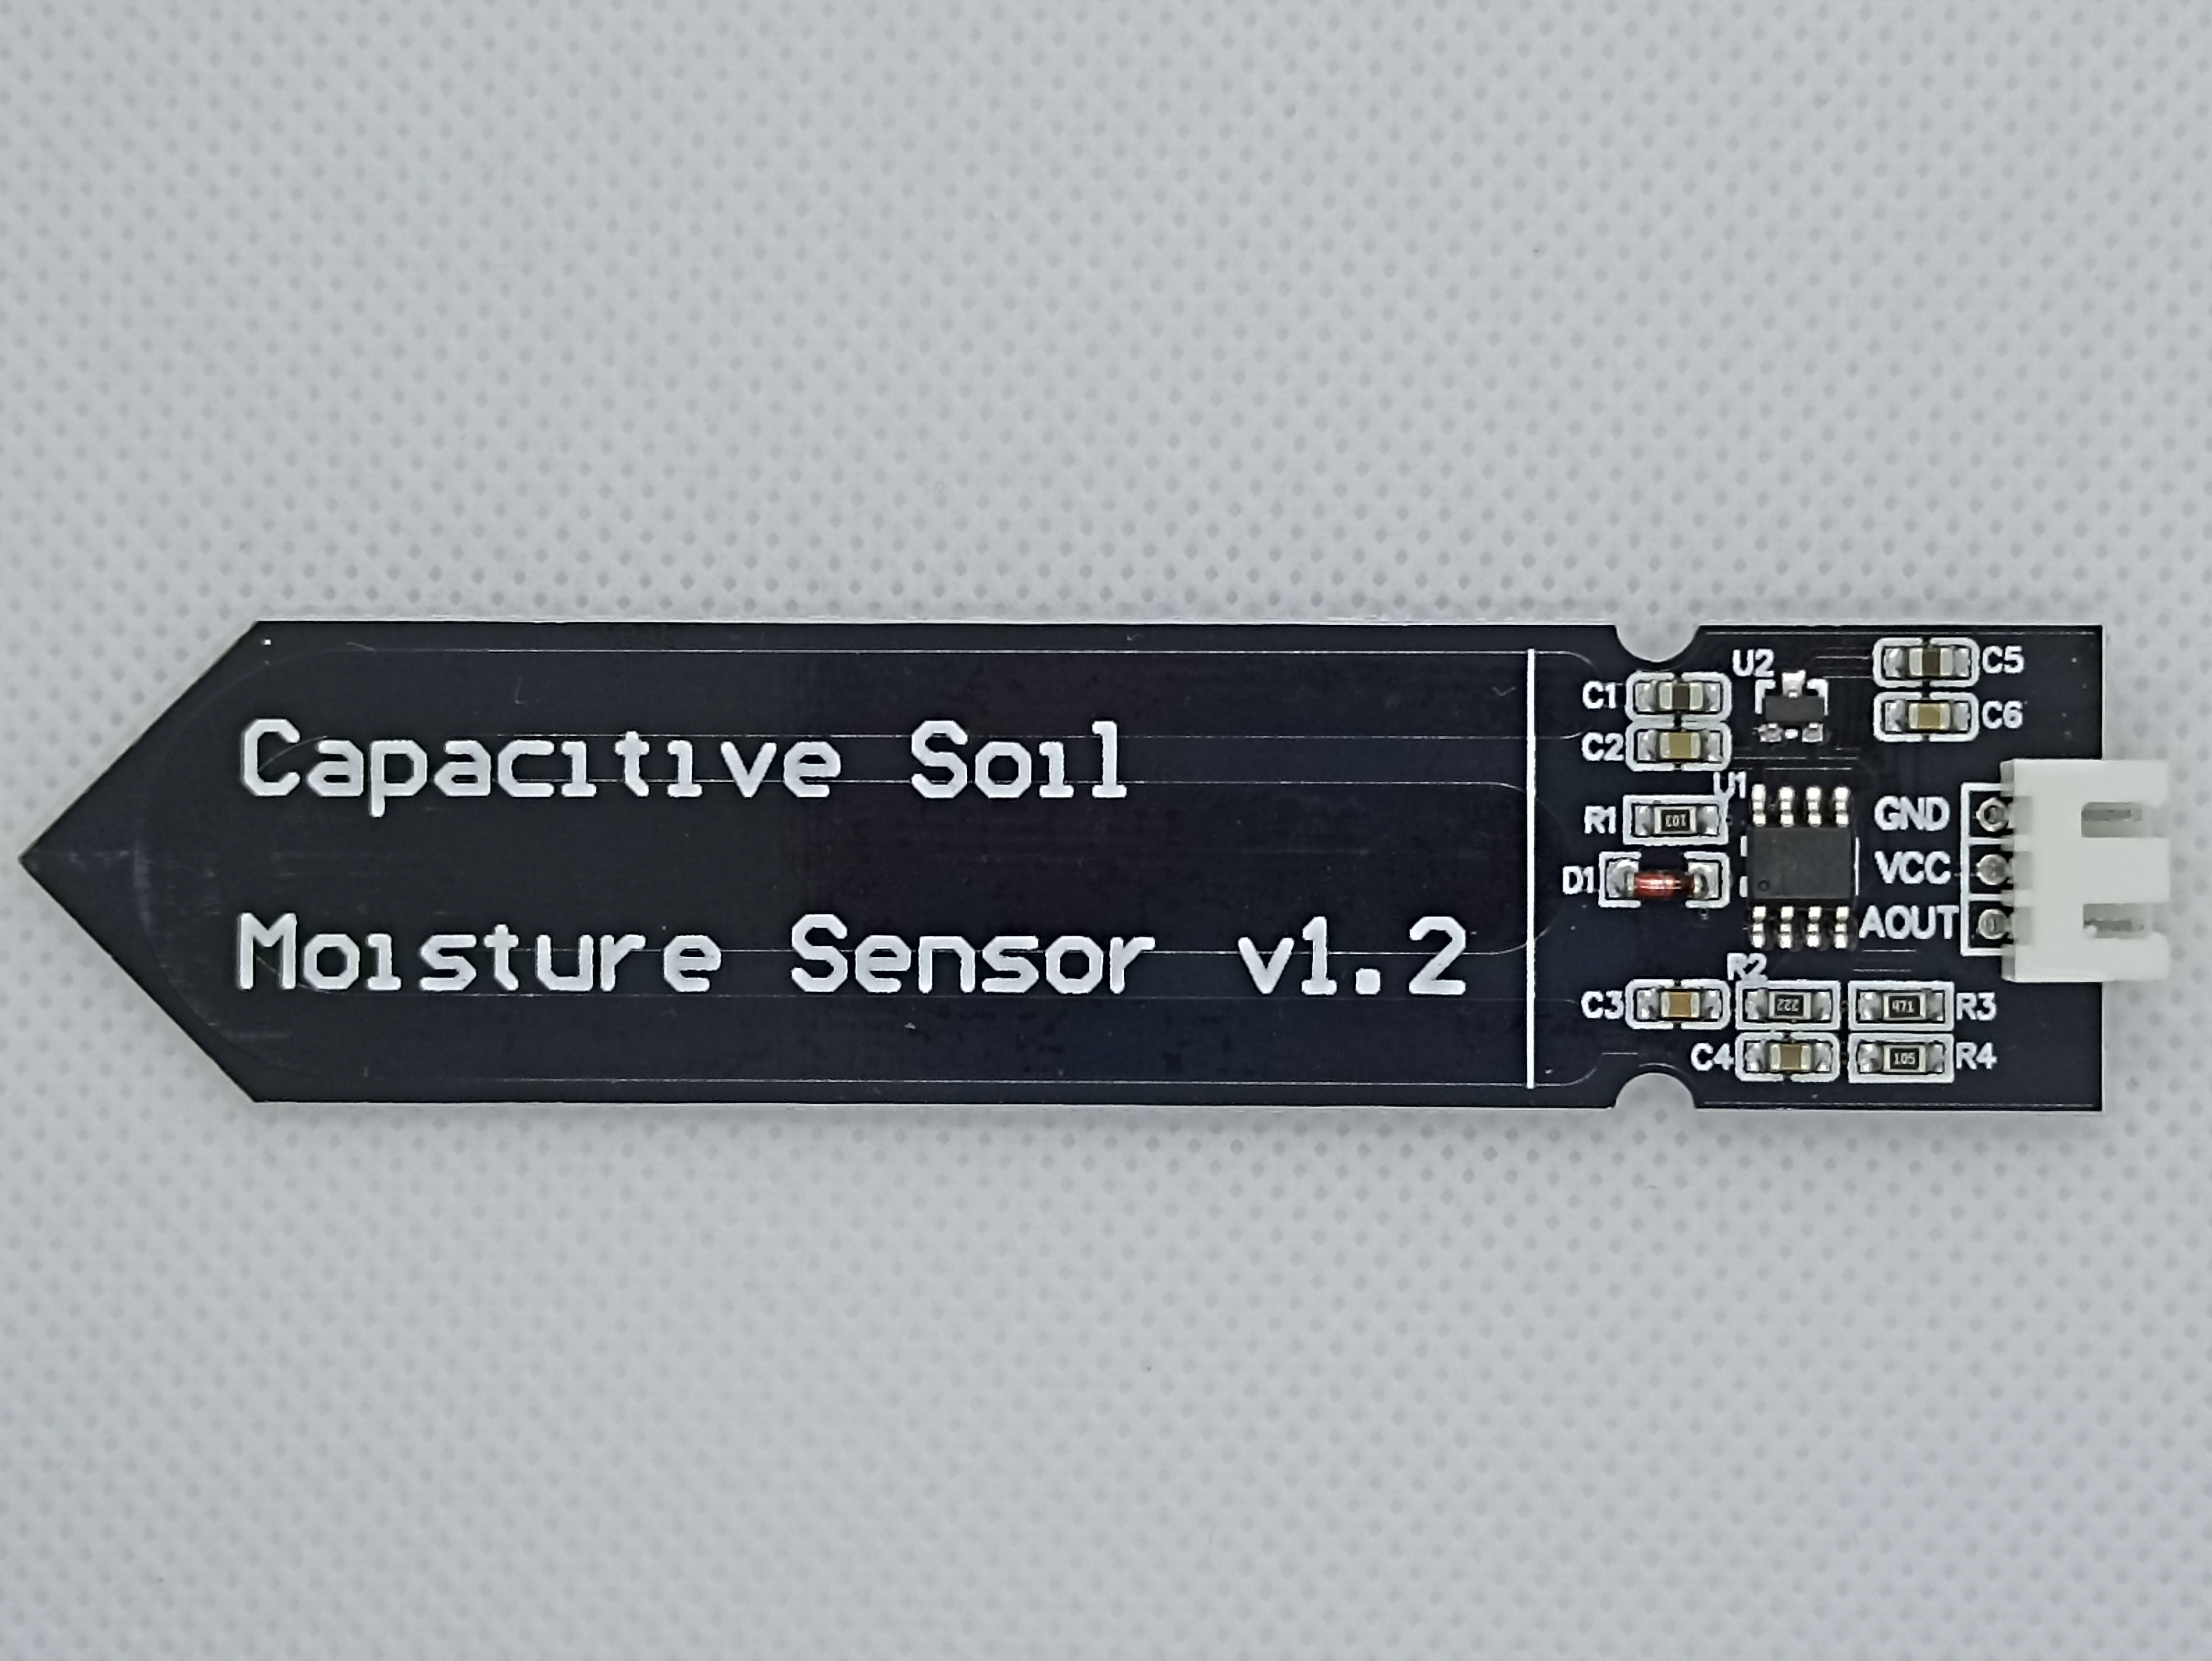 Capacitive Soil
Moisture Sensor v1.2
C1
C2
U2
C5
C6
U1
R1
103
D1
GND
VCC
AOUT
R2
C3
222
471
R3
C4
105
R4